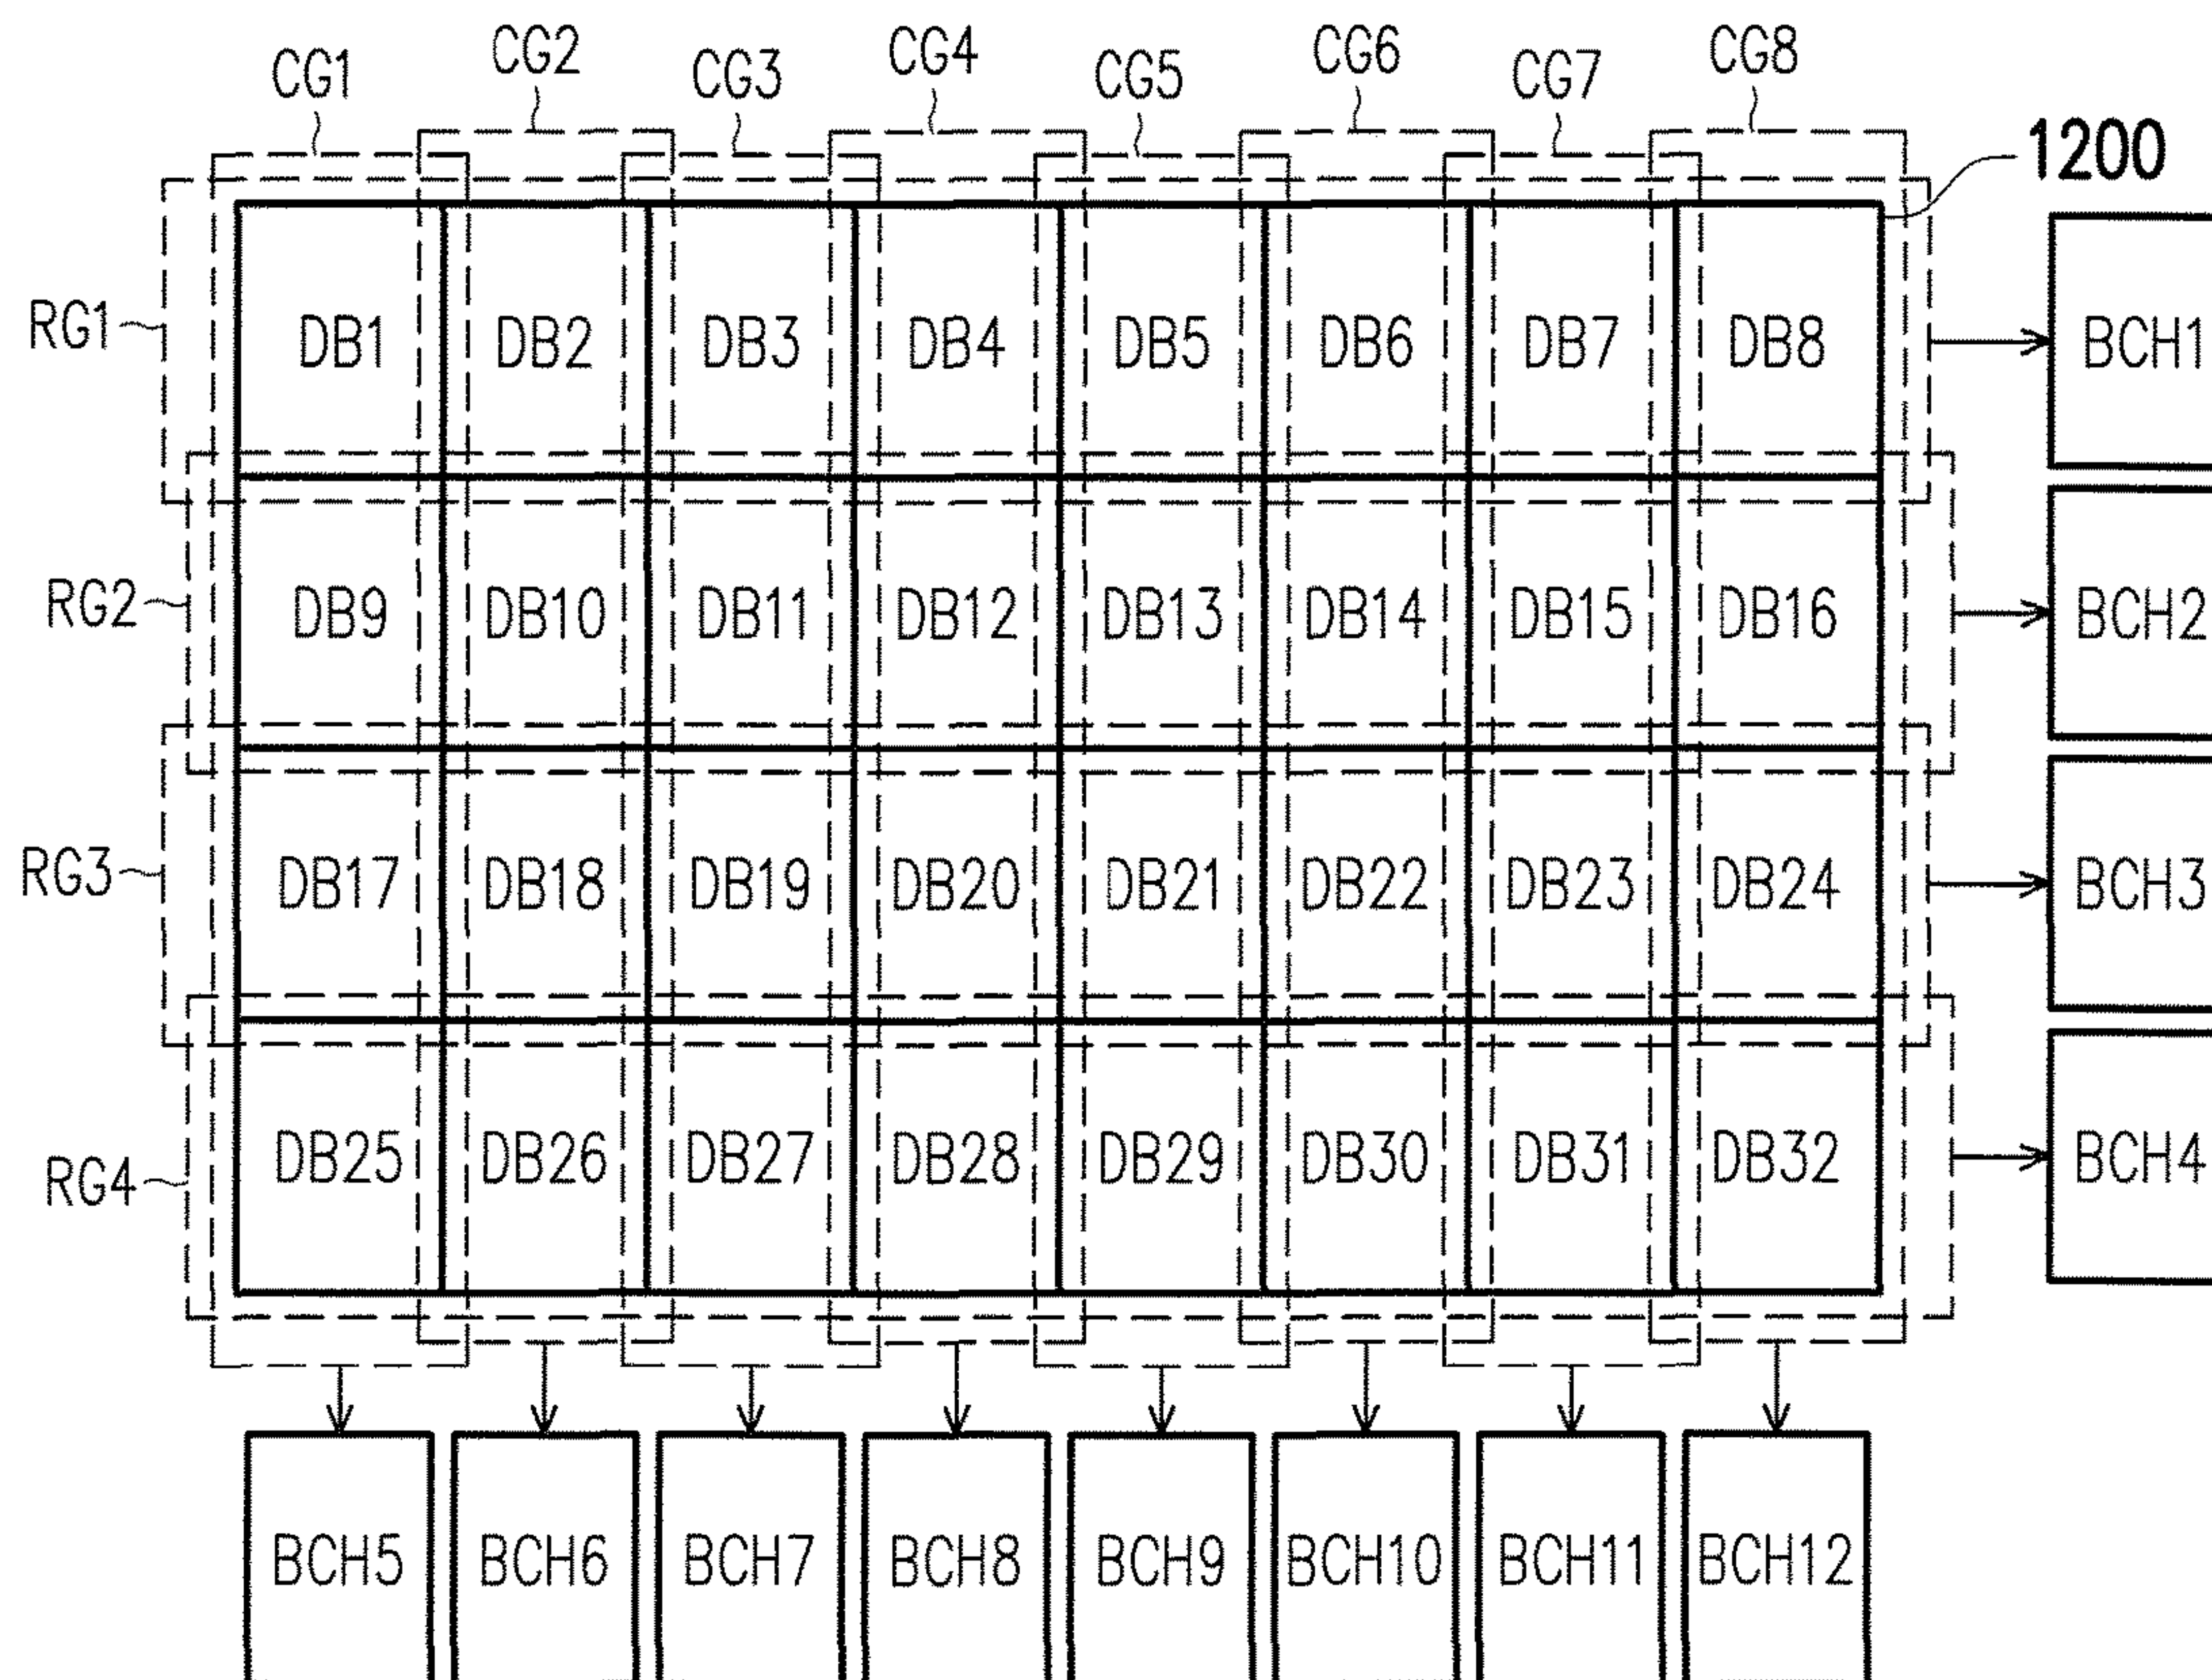 CG1 CG2 CG3 CG4 CG5 CG6 CG7 CG8
1200
RG1 DB1 DB2 DB3 DB4 DB5 DB6 DB7 DB8 BCH1
RG2 DB9 DB10 DB11 DB12 DB13 DB14 DB15 DB16 BCH2
RG3 DB17 DB18 DB19 DB20 DB21 DB22 DB23 DB24 BCH3
RG4 DB25 DB26 DB27 DB28 DB29 DB30 DB31 DB32 BCH4
BCH5 BCH6 BCH7 BCH8 BCH9 BCH10 BCH11 BCH12